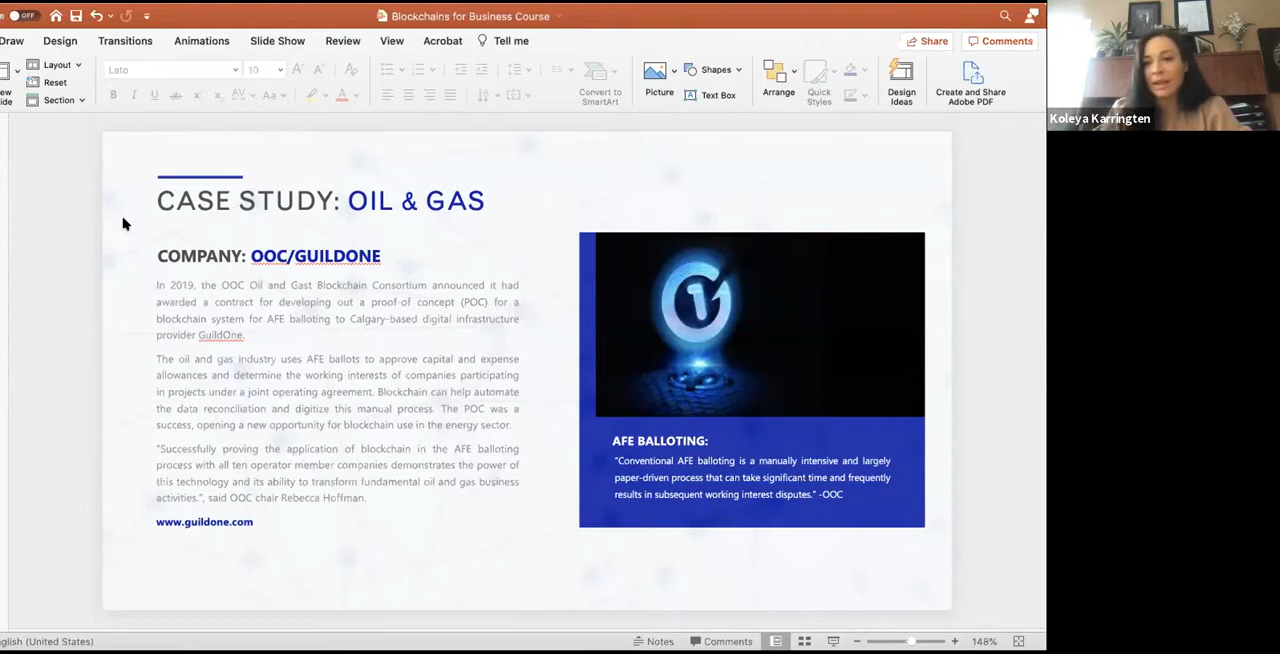 OFF
Blockchains for Business Course
Draw Design Transitions Animations Slide Show Review View Acrobat Tell me
Share Comments
Layout
Reset
Section
Lato 10
Aa
Convert to
SmartArt
Picture
Shapes
Text Box
Arrange
Quick
Styles
Design
Ideas
Create and Share
Adobe PDF
Koleya Karringten
CASE STUDY: OIL & GAS
COMPANY: OOC/GUILDONE
In 2019, the OOC Oil and Gast Blockchain Consortium announced it had
awarded a contract for developing out a proof-of concept (POC) for a
blockchain system for AFE balloting to Calgary-based digital infrastructure
provider GuildOne.
The oil and gas industry uses AFE ballots to approve capital and expense
allowances and determine the working interests of companies participating
in projects under a joint operating agreement. Blockchain can help automate
the data reconciliation and digitize this manual process. The POC was a
success, opening a new opportunity for blockchain use in the energy sector.
"Successfully proving the application of blockchain in the AFE balloting
process with all ten operator member companies demonstrates the power of
this technology and its ability to transform fundamental oil and gas business
activities.", said OOC chair Rebecca Hoffman.
www.guildone.com
AFE BALLOTING:
"Conventional AFE balloting is a manually intensive and largely
paper-driven process that can take significant time and frequently
results in subsequent working interest disputes." -OOC
English (United States)
Notes Comments 148%